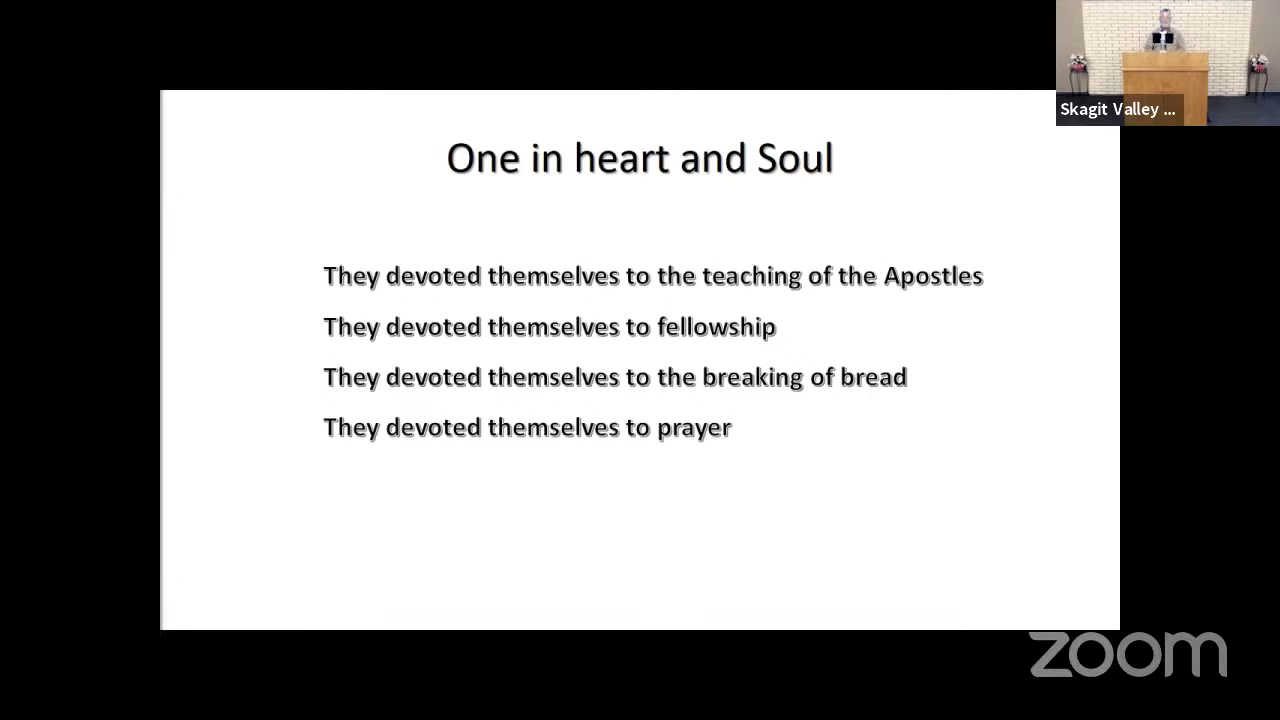 Skagit Valley ...
One in heart and Soul
They devoted themselves to the teaching of the Apostles
They devoted themselves to fellowship
They devoted themselves to the breaking of bread
They devoted themselves to prayer
zoom